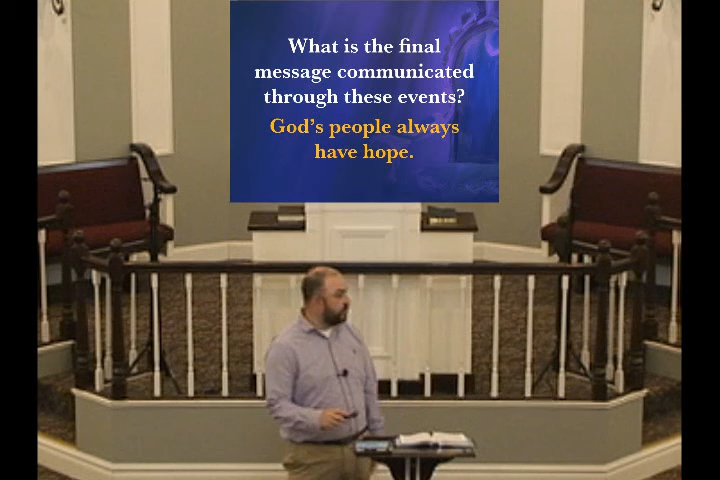 What is the final
message communicated
through these events?
God's people always
have hope.